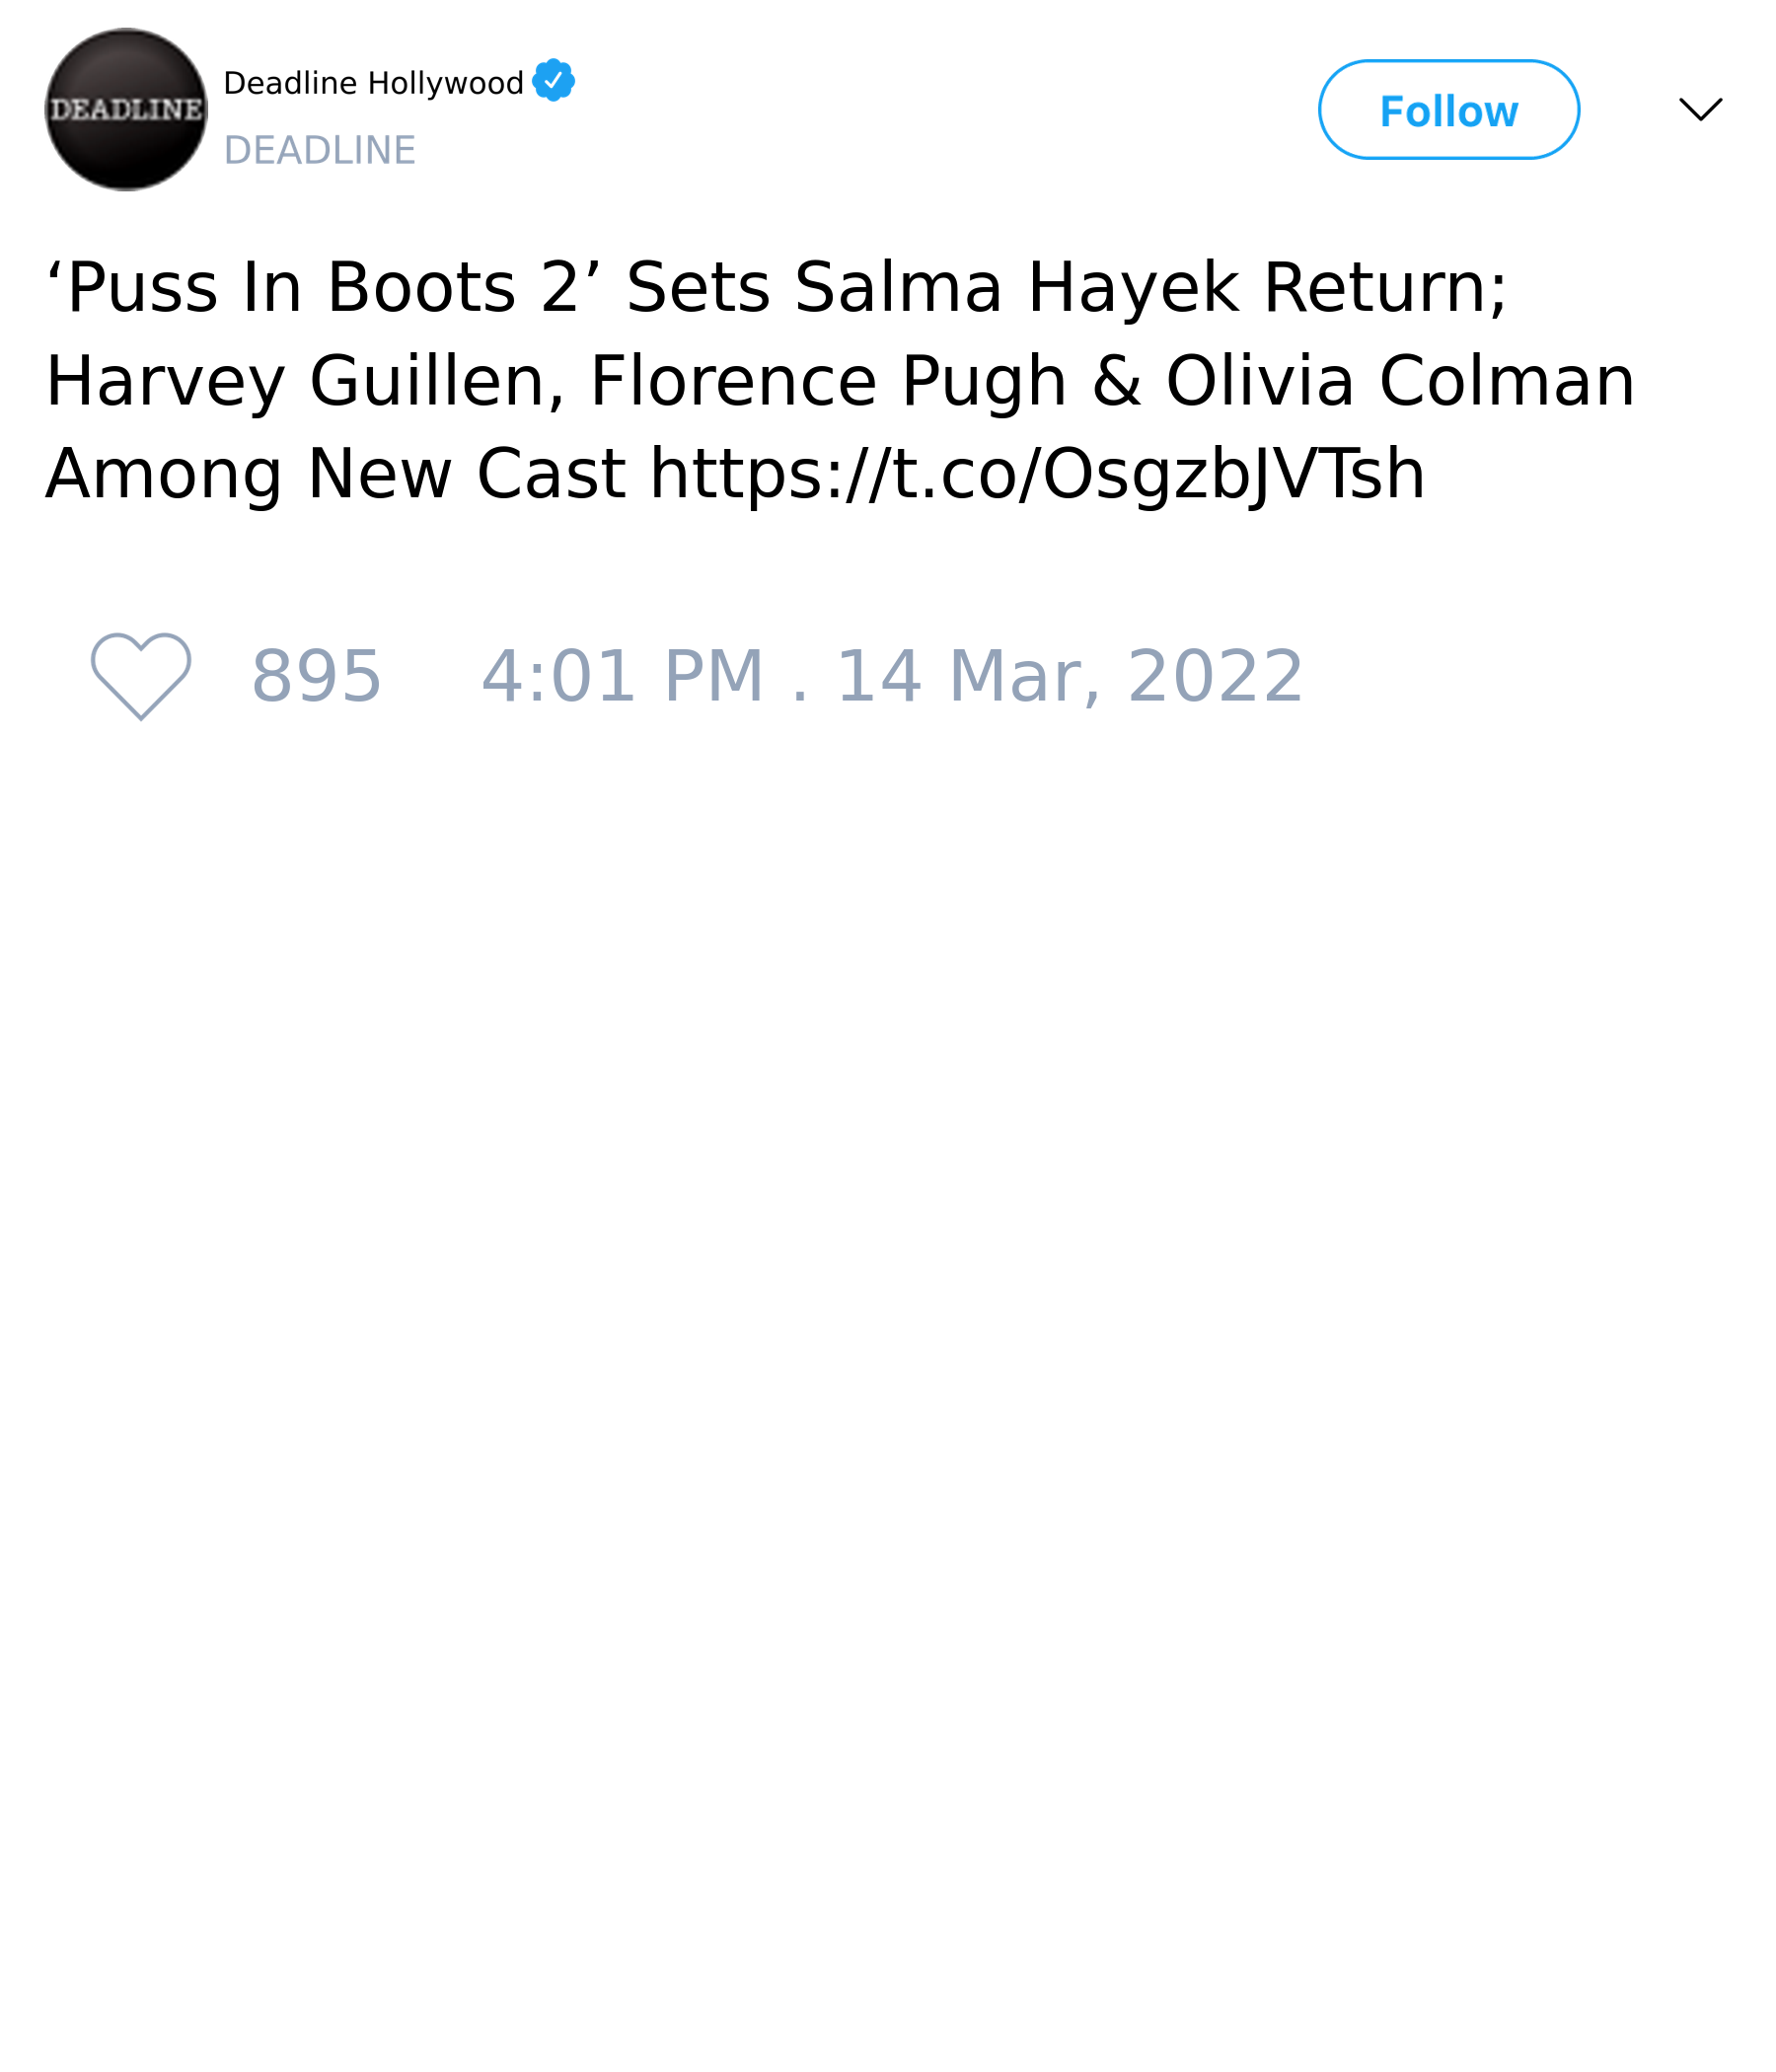 DEADLINE
Deadline Hollywood
DEADLINE
Follow
‘Puss In Boots 2’ Sets Salma Hayek Return;
Harvey Guillen, Florence Pugh & Olivia Colman
Among New Cast https://t.co/OsgzbJVTsh
895 4:01 PM . 14 Mar, 2022